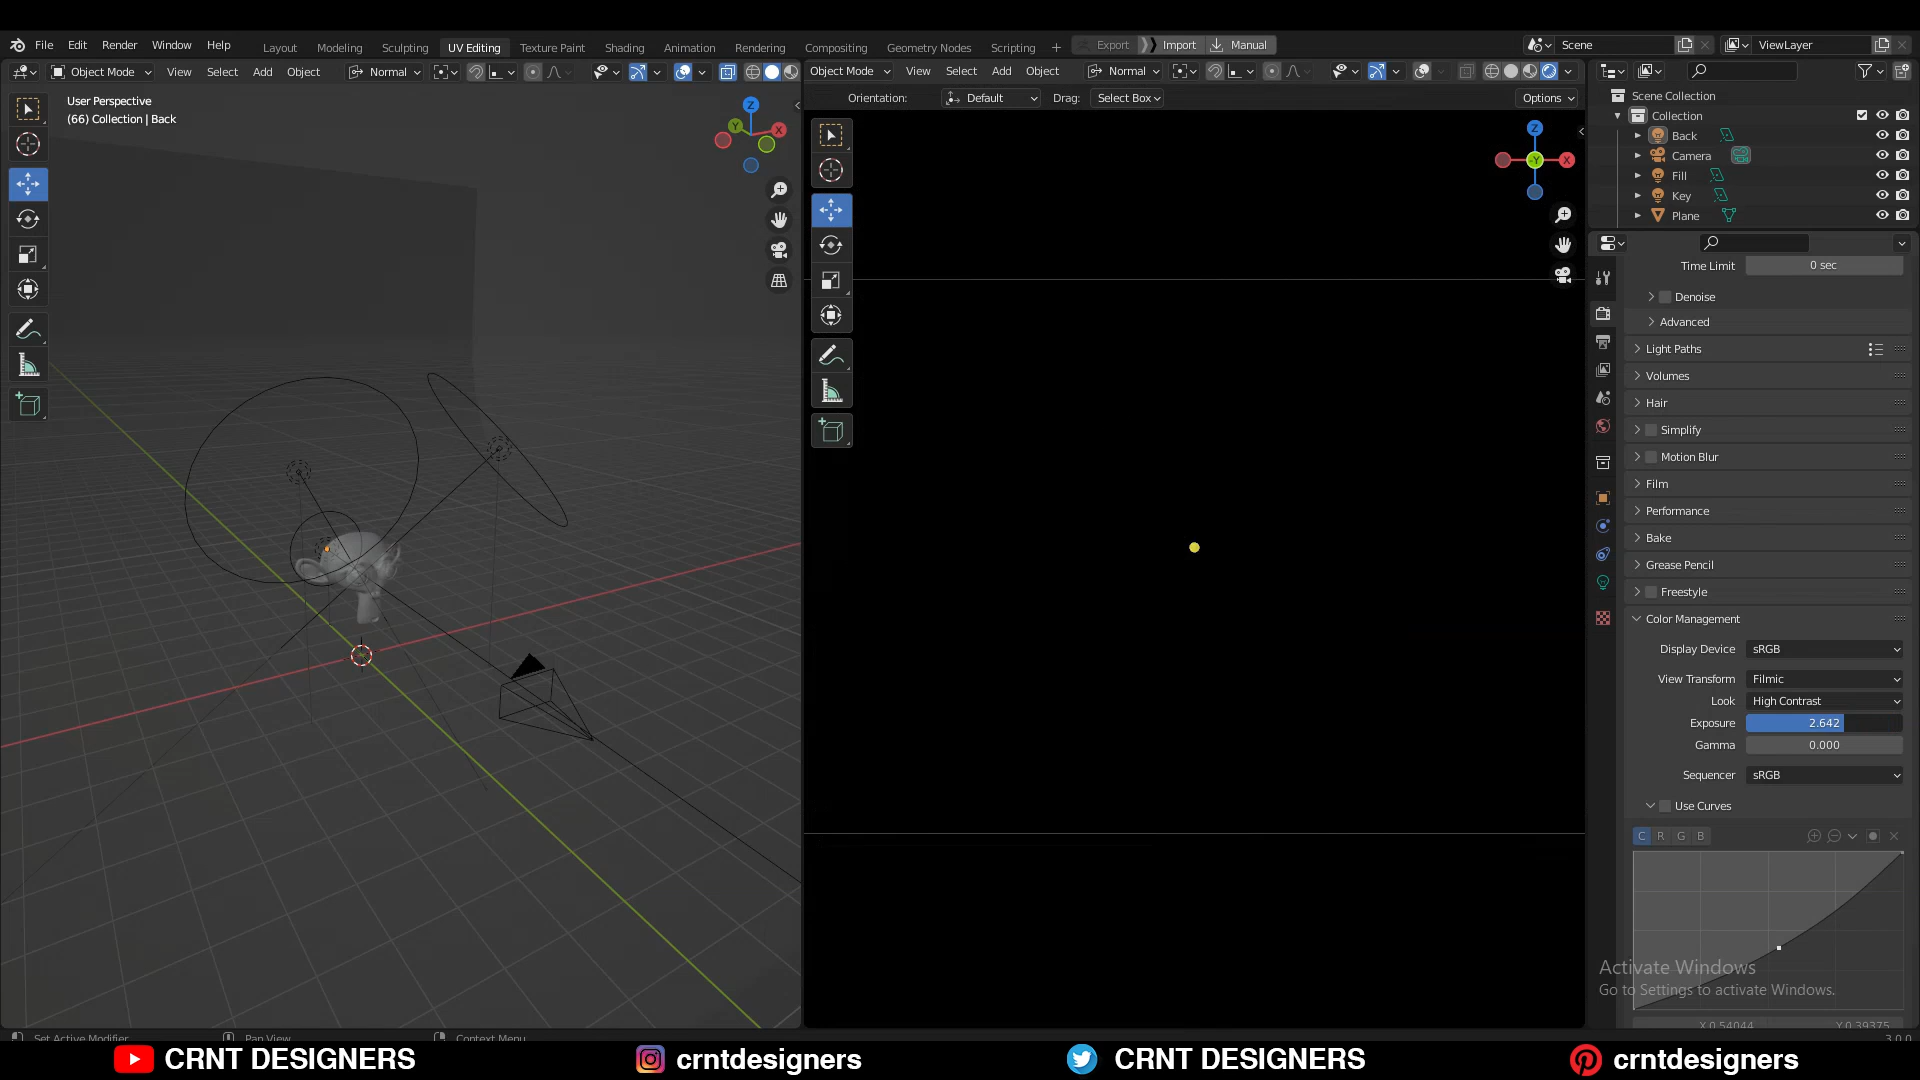 File Edit Render Window Help Layout Modeling Sculpting UV Editing Texture Paint Shading Animation Rendering Compositing Geometry Nodes Scripting + Export Import Manual Scene ViewLayer
Object Mode View Select Add Object Normal
Object Mode View Select Add Object Normal
Orientation: Default Drag: Select Box Options
User Perspective
(66) Collection | Back
Z
Y
X
Z
-Y
X
Scene Collection
Collection
Back
Camera
Fill
Key
Plane
Time Limit 0 sec
Denoise
Advanced
Light Paths
Volumes
Hair
Simplify
Motion Blur
Film
Performance
Bake
Grease Pencil
Freestyle
Color Management
Display Device sRGB
View Transform Filmic
Look High Contrast
Exposure 2.642
Gamma 0.000
Sequencer sRGB
Use Curves
C R G B
Activate Windows
Go to Settings to activate Windows.
X 0.54044 Y 0.39375
Set Active Modifier Pan View Context Menu 3.0.0
CRNT DESIGNERS crntdesigners CRNT DESIGNERS crntdesigners